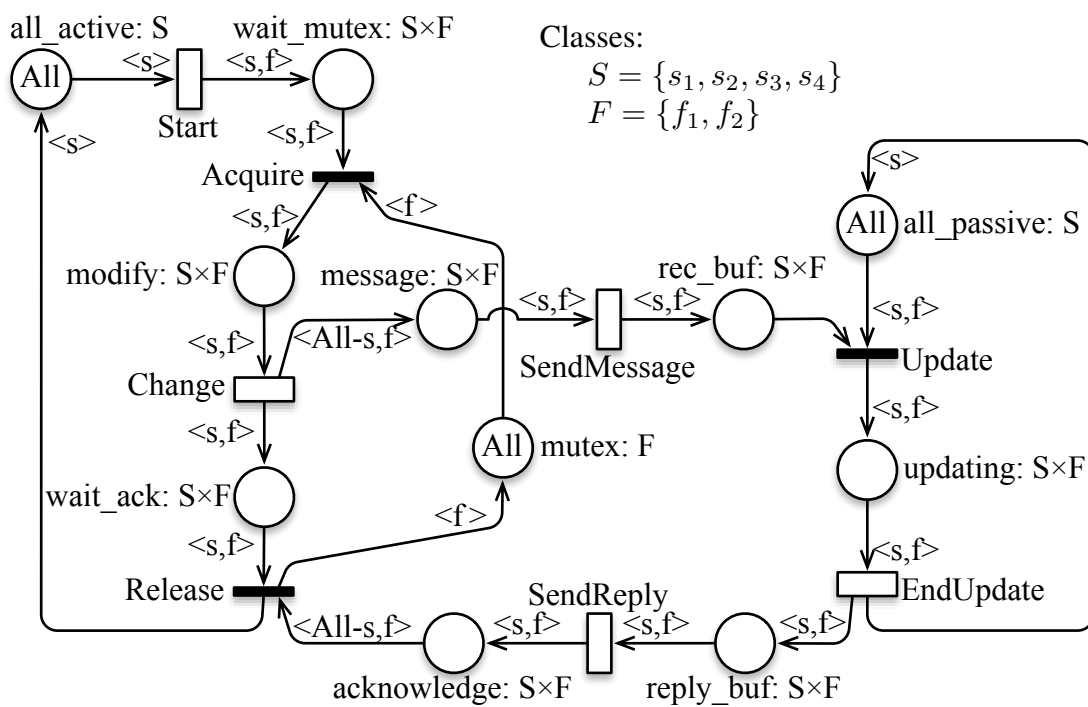 all_active: S
wait_mutex: S×F
Classes:
S = {s₁, s₂, s₃, s₄}
F = {f₁, f₂}
All
<s>
<s,f>
Start
<s>
<s,f>
<s>
Acquire
<f>
<s,f>
All
all_passive: S
modify: S×F
message: S×F
rec_buf: S×F
<s,f>
<s,f>
<s,f>
<s,f>
<All-s,f>
Change
SendMessage
Update
<s,f>
<s,f>
All
mutex: F
updating: S×F
wait_ack: S×F
<f>
<s,f>
<s,f>
Release
SendReply
EndUpdate
<All-s,f>
<s,f>
<s,f>
<s,f>
acknowledge: S×F
reply_buf: S×F